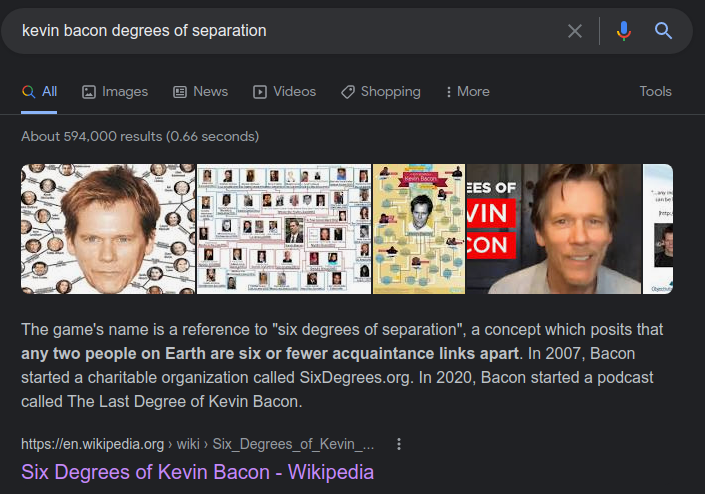 kevin bacon degrees of separation
All
Images
News
Videos
Shopping
More
Tools
About 594,000 results (0.66 seconds)
Kevin Bacon
EES OF
VIN
CON
The game's name is a reference to "six degrees of separation", a concept which posits that
any two people on Earth are six or fewer acquaintance links apart. In 2007, Bacon
started a charitable organization called SixDegrees.org. In 2020, Bacon started a podcast
called The Last Degree of Kevin Bacon.
https://en.wikipedia.org › wiki › Six_Degrees_of_Kevin_...
Six Degrees of Kevin Bacon - Wikipedia